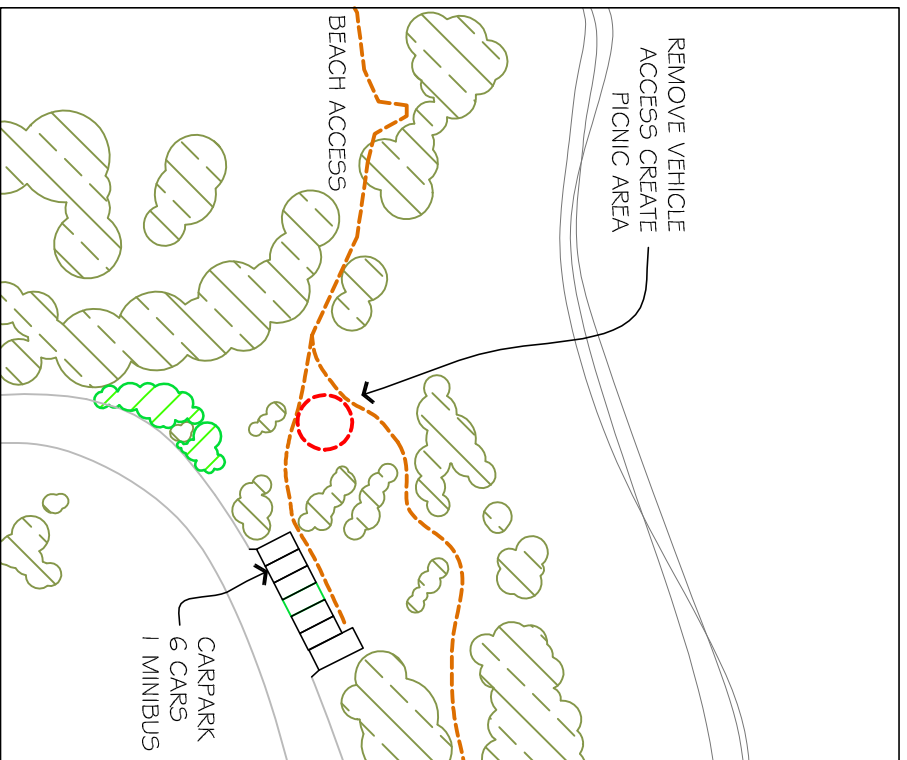 BEACH ACCESS
REMOVE VEHICLE
ACCESS CREATE
PICNIC AREA
CARPARK
6 CARS
1 MINIBUS